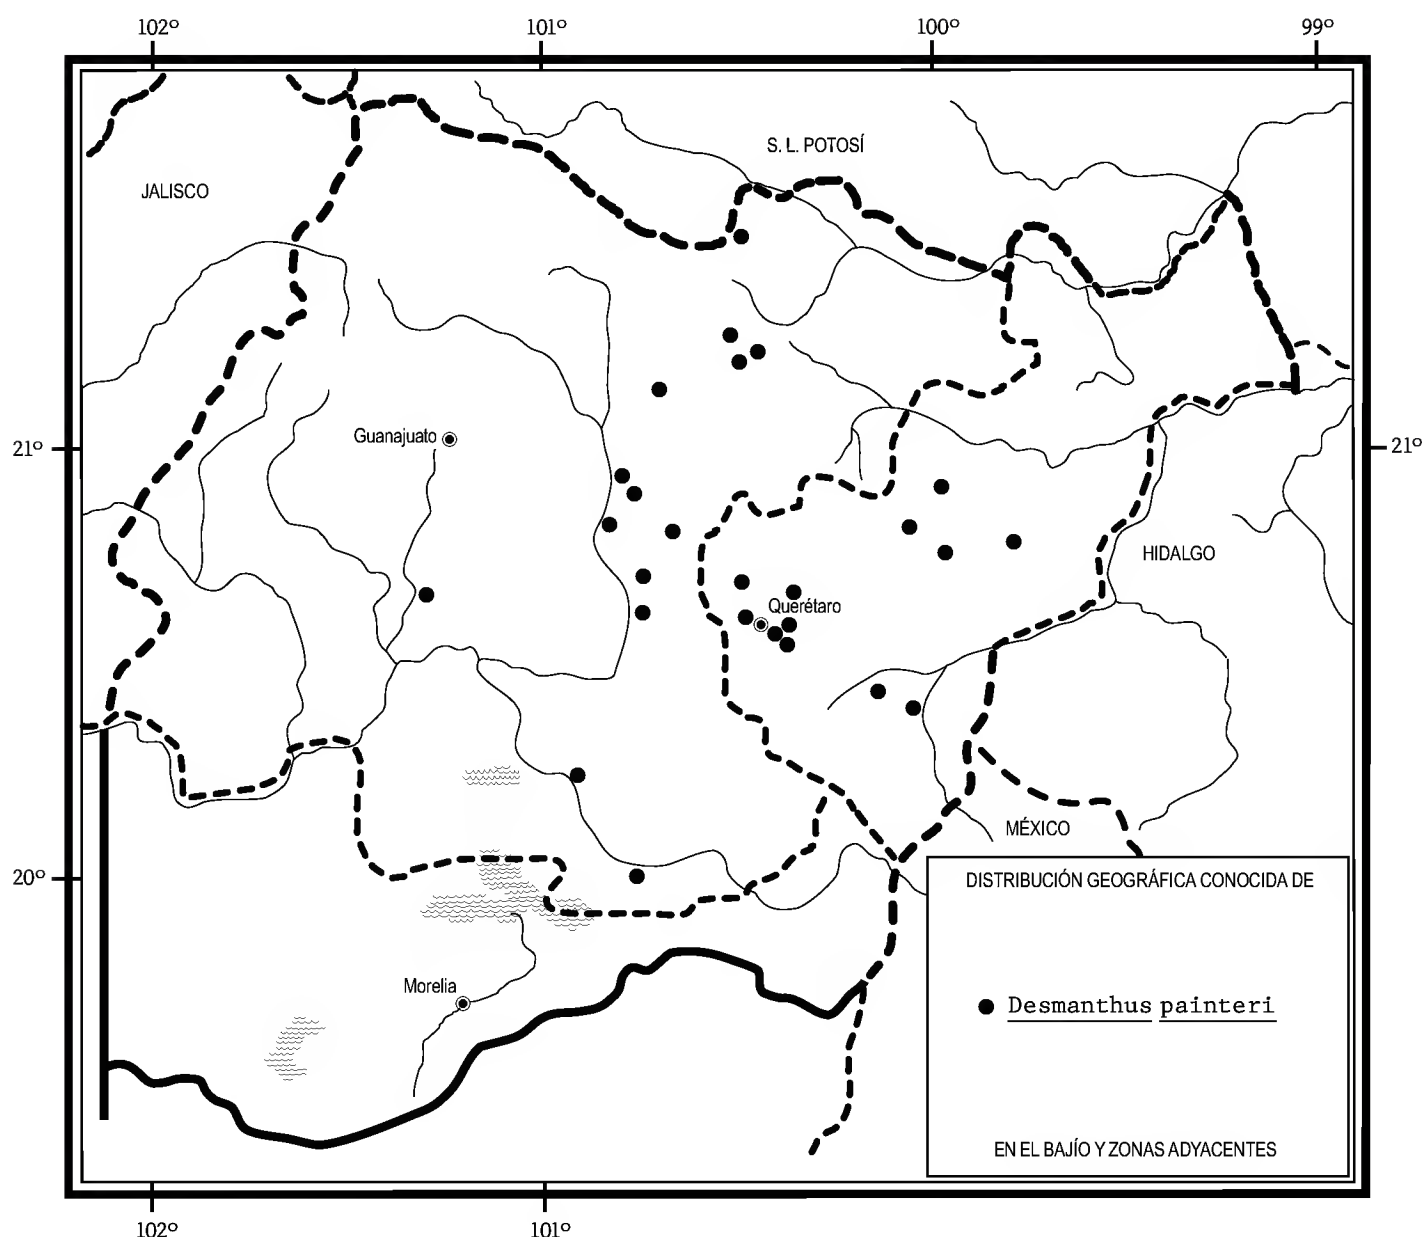 102° 101° 100° 99°
S. L. POTOSÍ
JALISCO
Guanajuato
21° 21°
HIDALGO
Querétaro
MÉXICO
20°
DISTRIBUCIÓN GEOGRÁFICA CONOCIDA DE
Morelia
Desmanthus painteri
EN EL BAJÍO Y ZONAS ADYACENTES
102° 101°